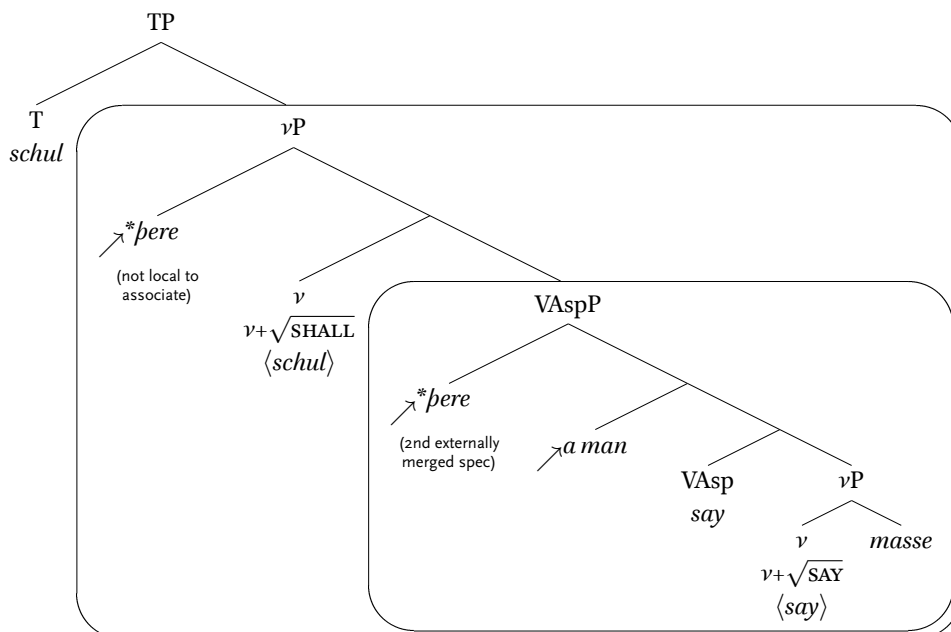 TP
T
schul
νP
*þere
(not local to
associate)
ν
ν+√SHALL
⟨schul⟩
VAspP
*þere
(2nd externally
merged spec)
a man
VAsp
say
νP
ν
ν+√SAY
⟨say⟩
masse